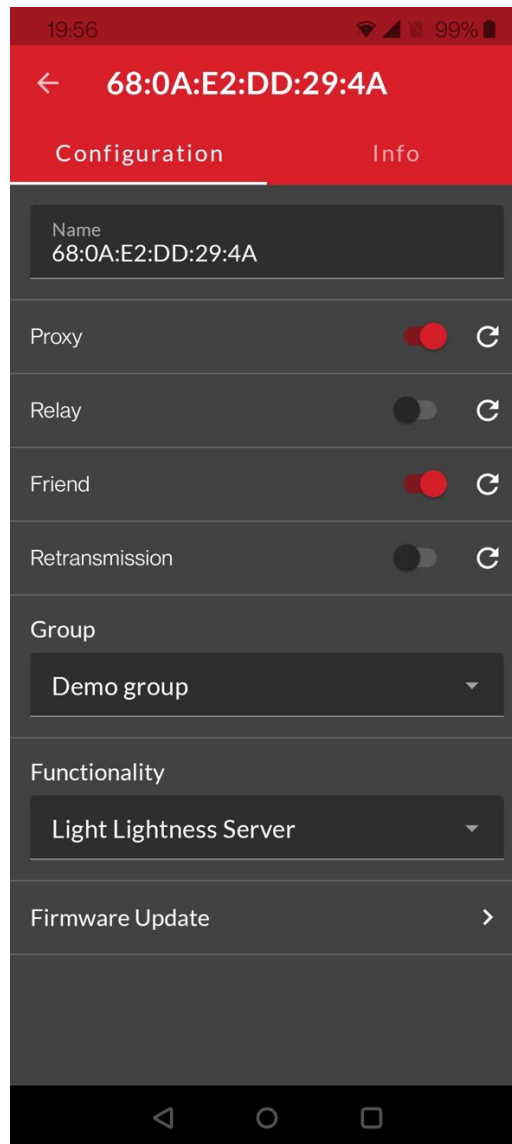 19:56
99%
68:0A:E2:DD:29:4A
Configuration Info
Name
68:0A:E2:DD:29:4A
Proxy
Relay
Friend
Retransmission
Group
Demo group
Functionality
Light Lightness Server
Firmware Update